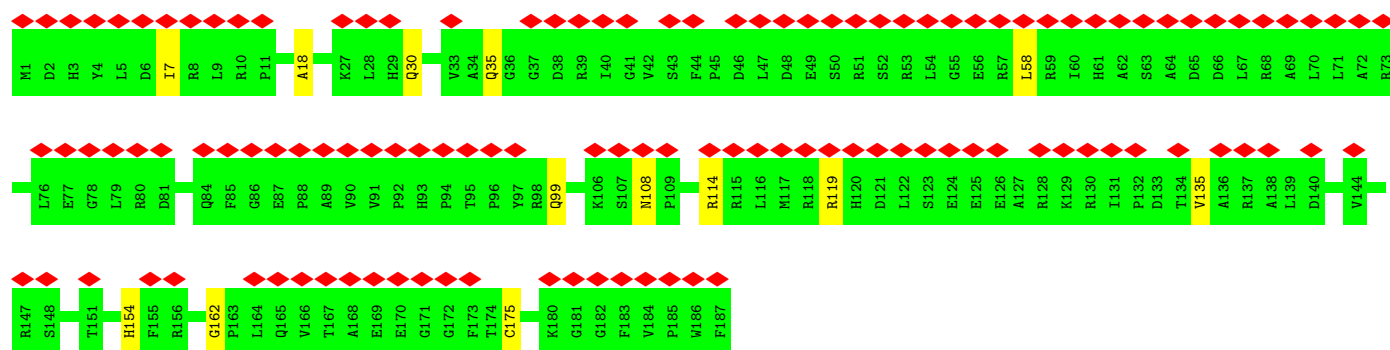 M1 D2 H3 Y4 L5 D6 I7 R8 L9 R10 P11 A18 K27 L28 H29 Q30 V33 A34 Q35 G36 G37 D38 R39 I40 G41 V42 S43 F44 P45 D46 L47 D48 E49 S50 R51 S52 R53 L54 G55 E56 R57 L58 R59 I60 H61 A62 S63 A64 D65 D66 L67 R68 A69 L70 L71 A72 R73
L76 E77 G78 L79 R80 D81 Q84 F85 G86 E87 P88 A89 V90 V91 P92 H93 P94 T95 P96 Y97 R98 Q99 K106 S107 N108 P109 R114 R115 L116 M117 R118 R119 H120 D121 L122 S123 E124 E125 E126 A127 R128 K129 R130 I131 P132 D133 T134 V135 A136 R137 A138 L139 D140 V144
R147 S148 T151 H154 F155 R156 G162 P163 L164 Q165 V166 T167 A168 E169 E170 G171 G172 F173 T174 C175 K180 G181 G182 F183 V184 P185 W186 F187